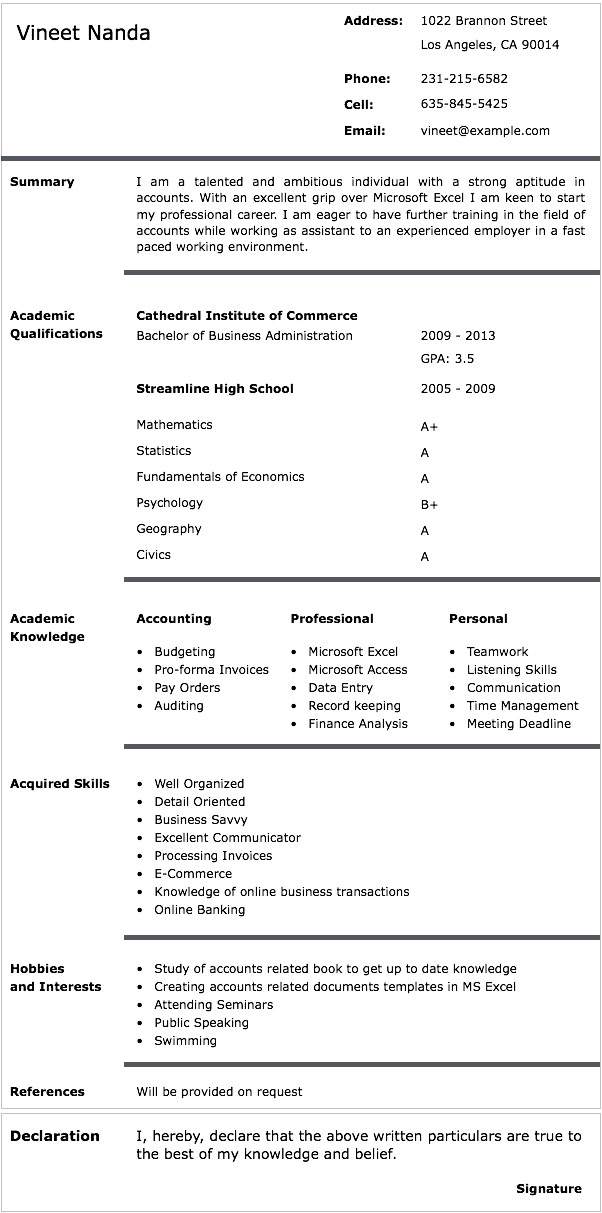 Vineet Nanda
Address: 1022 Brannon Street
Los Angeles, CA 90014
Phone: 231-215-6582
Cell: 635-845-5425
Email: vineet@example.com
Summary
I am a talented and ambitious individual with a strong aptitude in
accounts. With an excellent grip over Microsoft Excel I am keen to start
my professional career. I am eager to have further training in the field of
accounts while working as assistant to an experienced employer in a fast
paced working environment.
Academic
Qualifications
Cathedral Institute of Commerce
Bachelor of Business Administration 2009 - 2013
GPA: 3.5
Streamline High School 2005 - 2009
Mathematics A+
Statistics A
Fundamentals of Economics A
Psychology B+
Geography A
Civics A
Academic
Knowledge
Accounting
• Budgeting
• Pro-forma Invoices
• Pay Orders
• Auditing
Professional
• Microsoft Excel
• Microsoft Access
• Data Entry
• Record keeping
• Finance Analysis
Personal
• Teamwork
• Listening Skills
• Communication
• Time Management
• Meeting Deadline
Acquired Skills
• Well Organized
• Detail Oriented
• Business Savvy
• Excellent Communicator
• Processing Invoices
• E-Commerce
• Knowledge of online business transactions
• Online Banking
Hobbies
and Interests
• Study of accounts related book to get up to date knowledge
• Creating accounts related documents templates in MS Excel
• Attending Seminars
• Public Speaking
• Swimming
References
Will be provided on request
Declaration
I, hereby, declare that the above written particulars are true to
the best of my knowledge and belief.
Signature